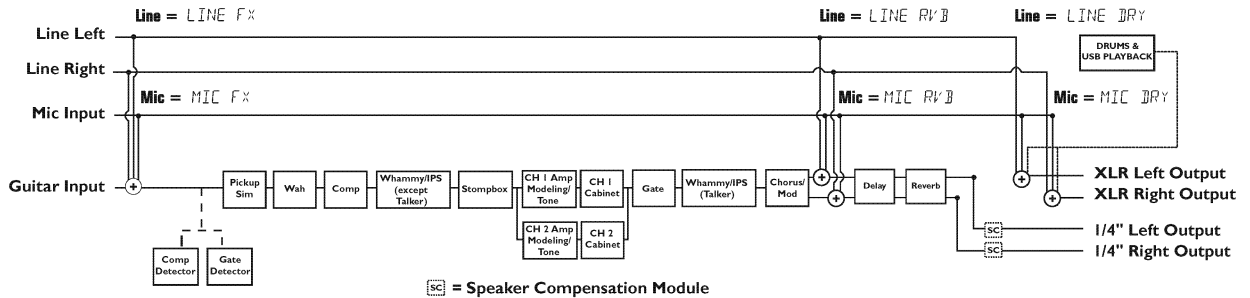 Line = LINE FX
Line = LINE RVB
Line = LINE DRY
Line Left
DRUMS &
USB PLAYBACK
Line Right
Mic = MIC FX
Mic = MIC RVB
Mic = MIC DRY
Mic Input
Guitar Input
Pickup
Sim
Wah
Comp
Whammy/IPS
(except
Talker)
Stompbox
CH 1 Amp
Modeling/
Tone
CH 1
Cabinet
CH 2 Amp
Modeling/
Tone
CH 2
Cabinet
Gate
Whammy/IPS
(Talker)
Chorus/
Mod
Delay
Reverb
XLR Left Output
XLR Right Output
SC
1/4" Left Output
SC
1/4" Right Output
Comp
Detector
Gate
Detector
SC = Speaker Compensation Module